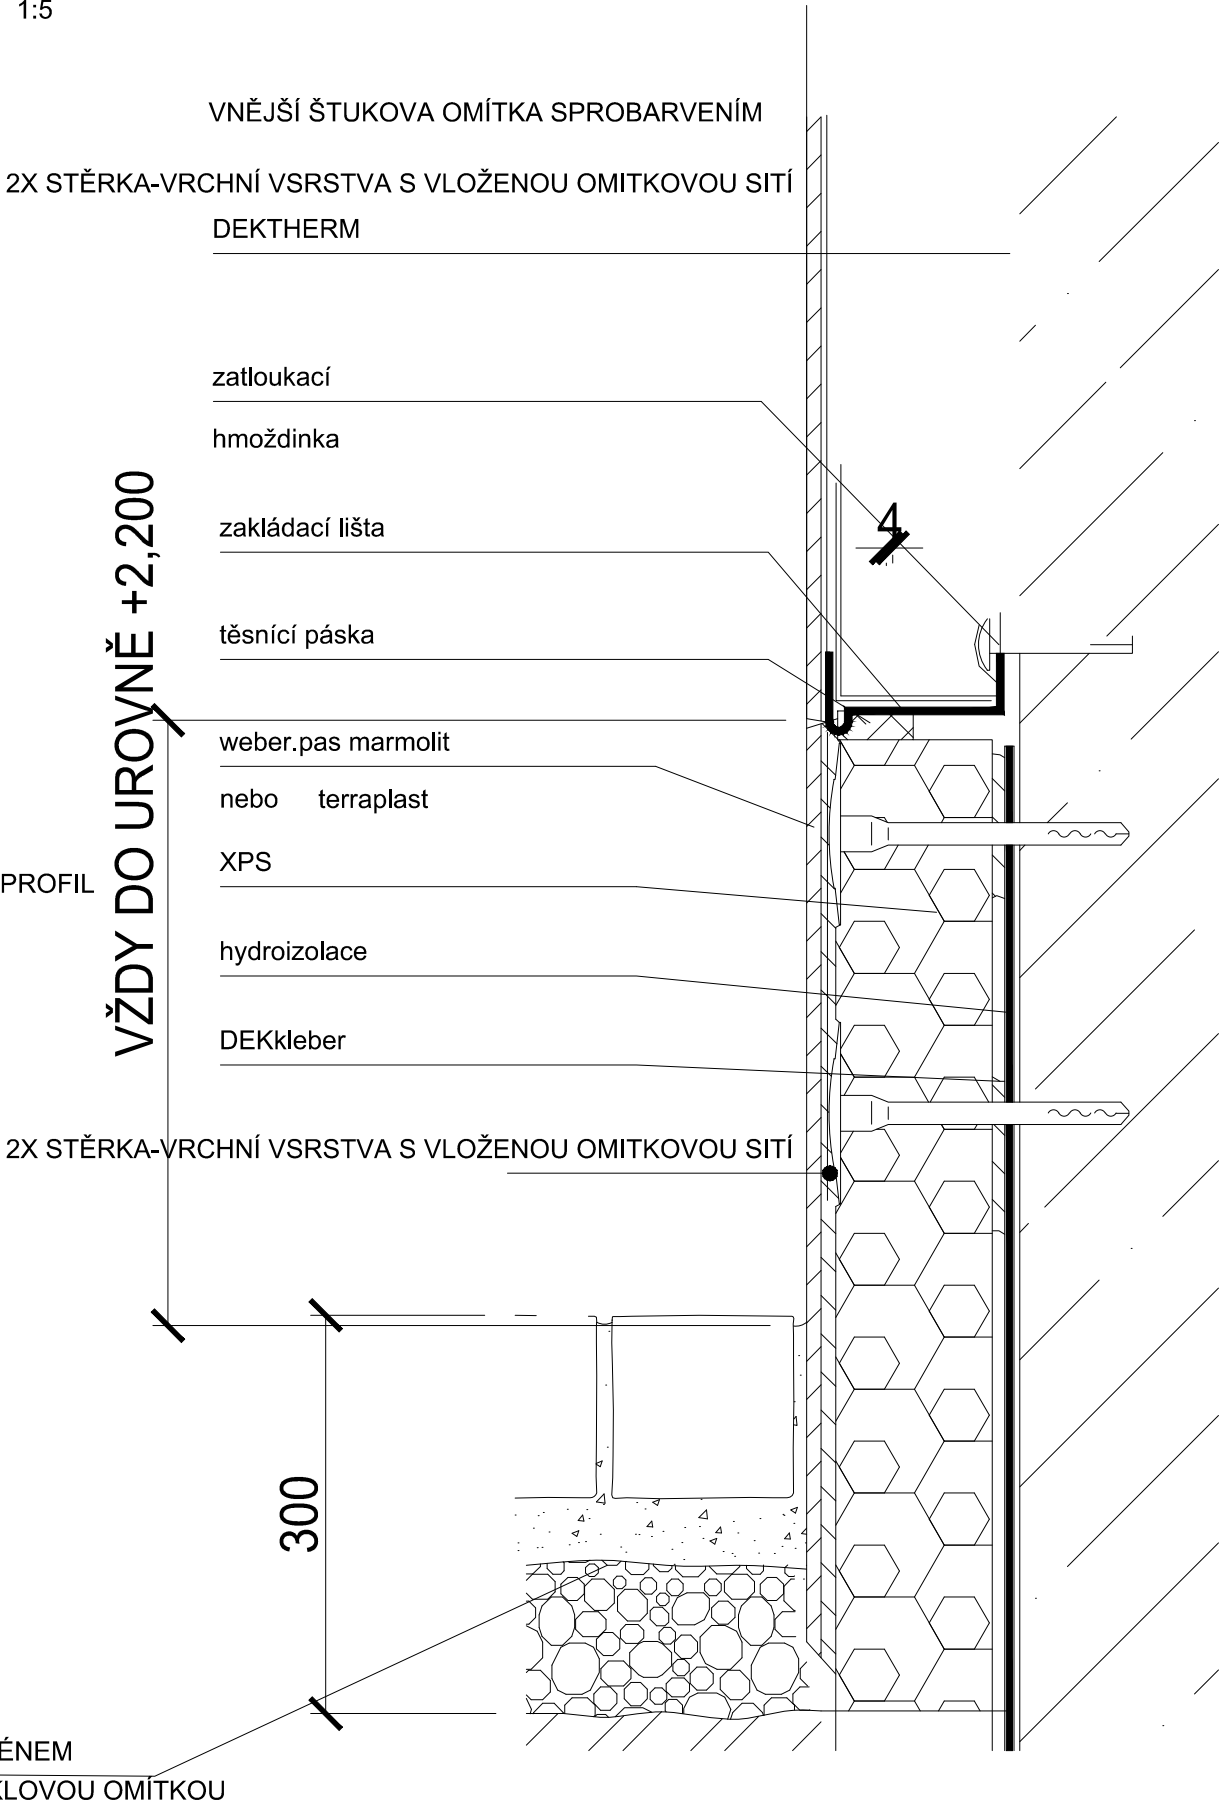 1:5
VNĚJŠÍ ŠTUKOVA OMÍTKA SPROBARVENÍM
2X STĚRKA-VRCHNÍ VSRSTVA S VLOŽENOU OMITKOVOU SITÍ
DEKTHERM
zatloukací
hmoždinka
4
zakládací lišta
těsnící páska
VŽDY DO UROVNĚ +2,200
weber.pas marmolit
nebo terraplast
XPS
PROFIL
hydroizolace
DEKkleber
2X STĚRKA-VRCHNÍ VSRSTVA S VLOŽENOU OMITKOVOU SITÍ
300
ÉNEM
KLOVOU OMÍTKOU